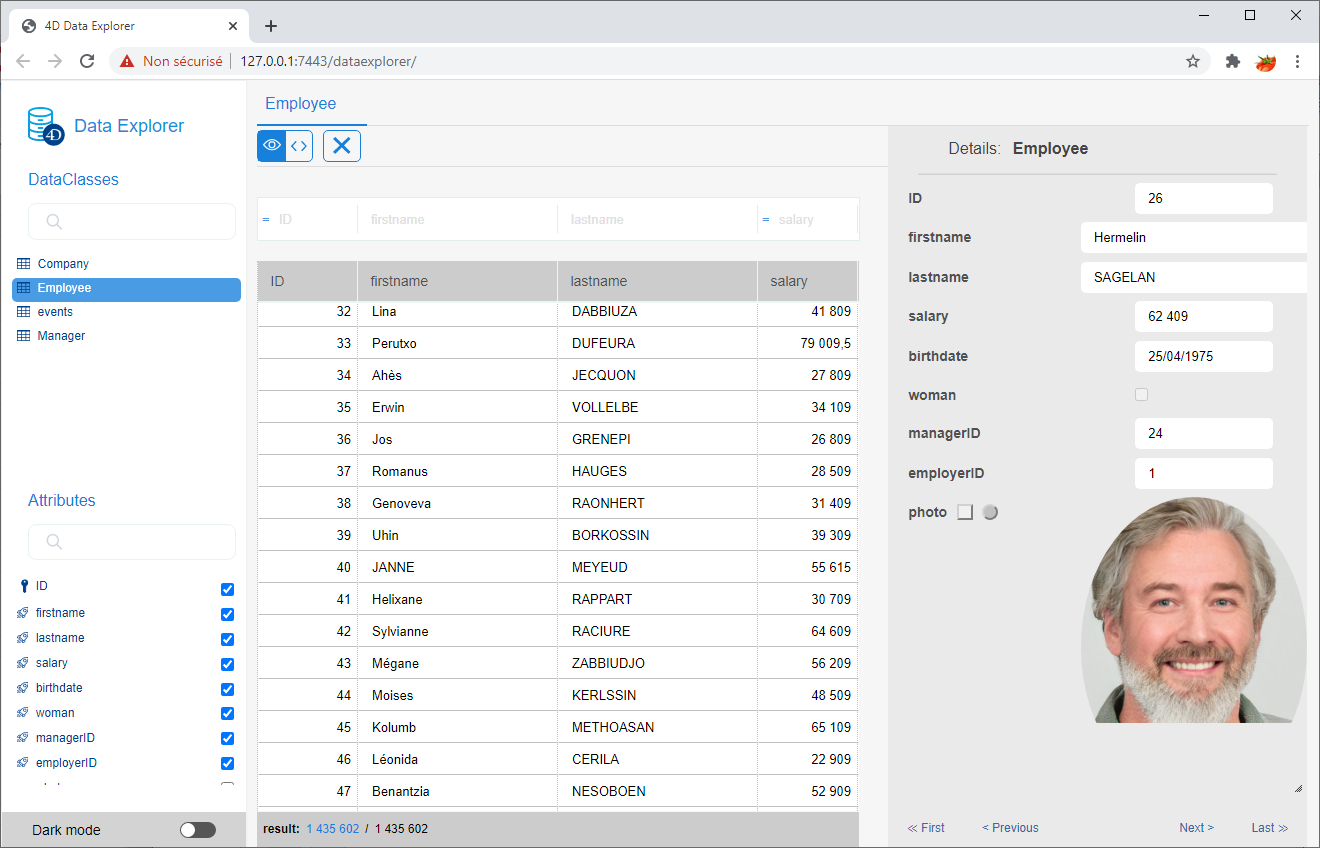 4D Data Explorer
Non sécurisé 127.0.0.1:7443/dataexplorer/
4D Data Explorer
DataClasses
Company
Employee
events
Manager
Attributes
ID
firstname
lastname
salary
birthdate
woman
managerID
employerID
Dark mode
Employee
= ID firstname lastname = salary
ID firstname lastname salary
32 Lina DABBIUZA 41 809
33 Perutxo DUFEURA 79 009,5
34 Ahès JECQUON 27 809
35 Erwin VOLLELBE 34 109
36 Jos GRENEPI 26 809
37 Romanus HAUGES 28 509
38 Genoveva RAONHERT 31 409
39 Uhin BORKOSSIN 39 309
40 JANNE MEYEUD 55 615
41 Helixane RAPPART 30 709
42 Sylvianne RACIURE 64 609
43 Mégane ZABBIUDJO 56 209
44 Moises KERLSSIN 48 509
45 Kolumb METHOASAN 65 109
46 Léonida CERILA 22 909
47 Benantzia NESOBOEN 52 909
result: 1 435 602 / 1 435 602
Details: Employee
ID 26
firstname Hermelin
lastname SAGELAN
salary 62 409
birthdate 25/04/1975
woman
managerID 24
employerID 1
photo
<< First < Previous Next > Last >>